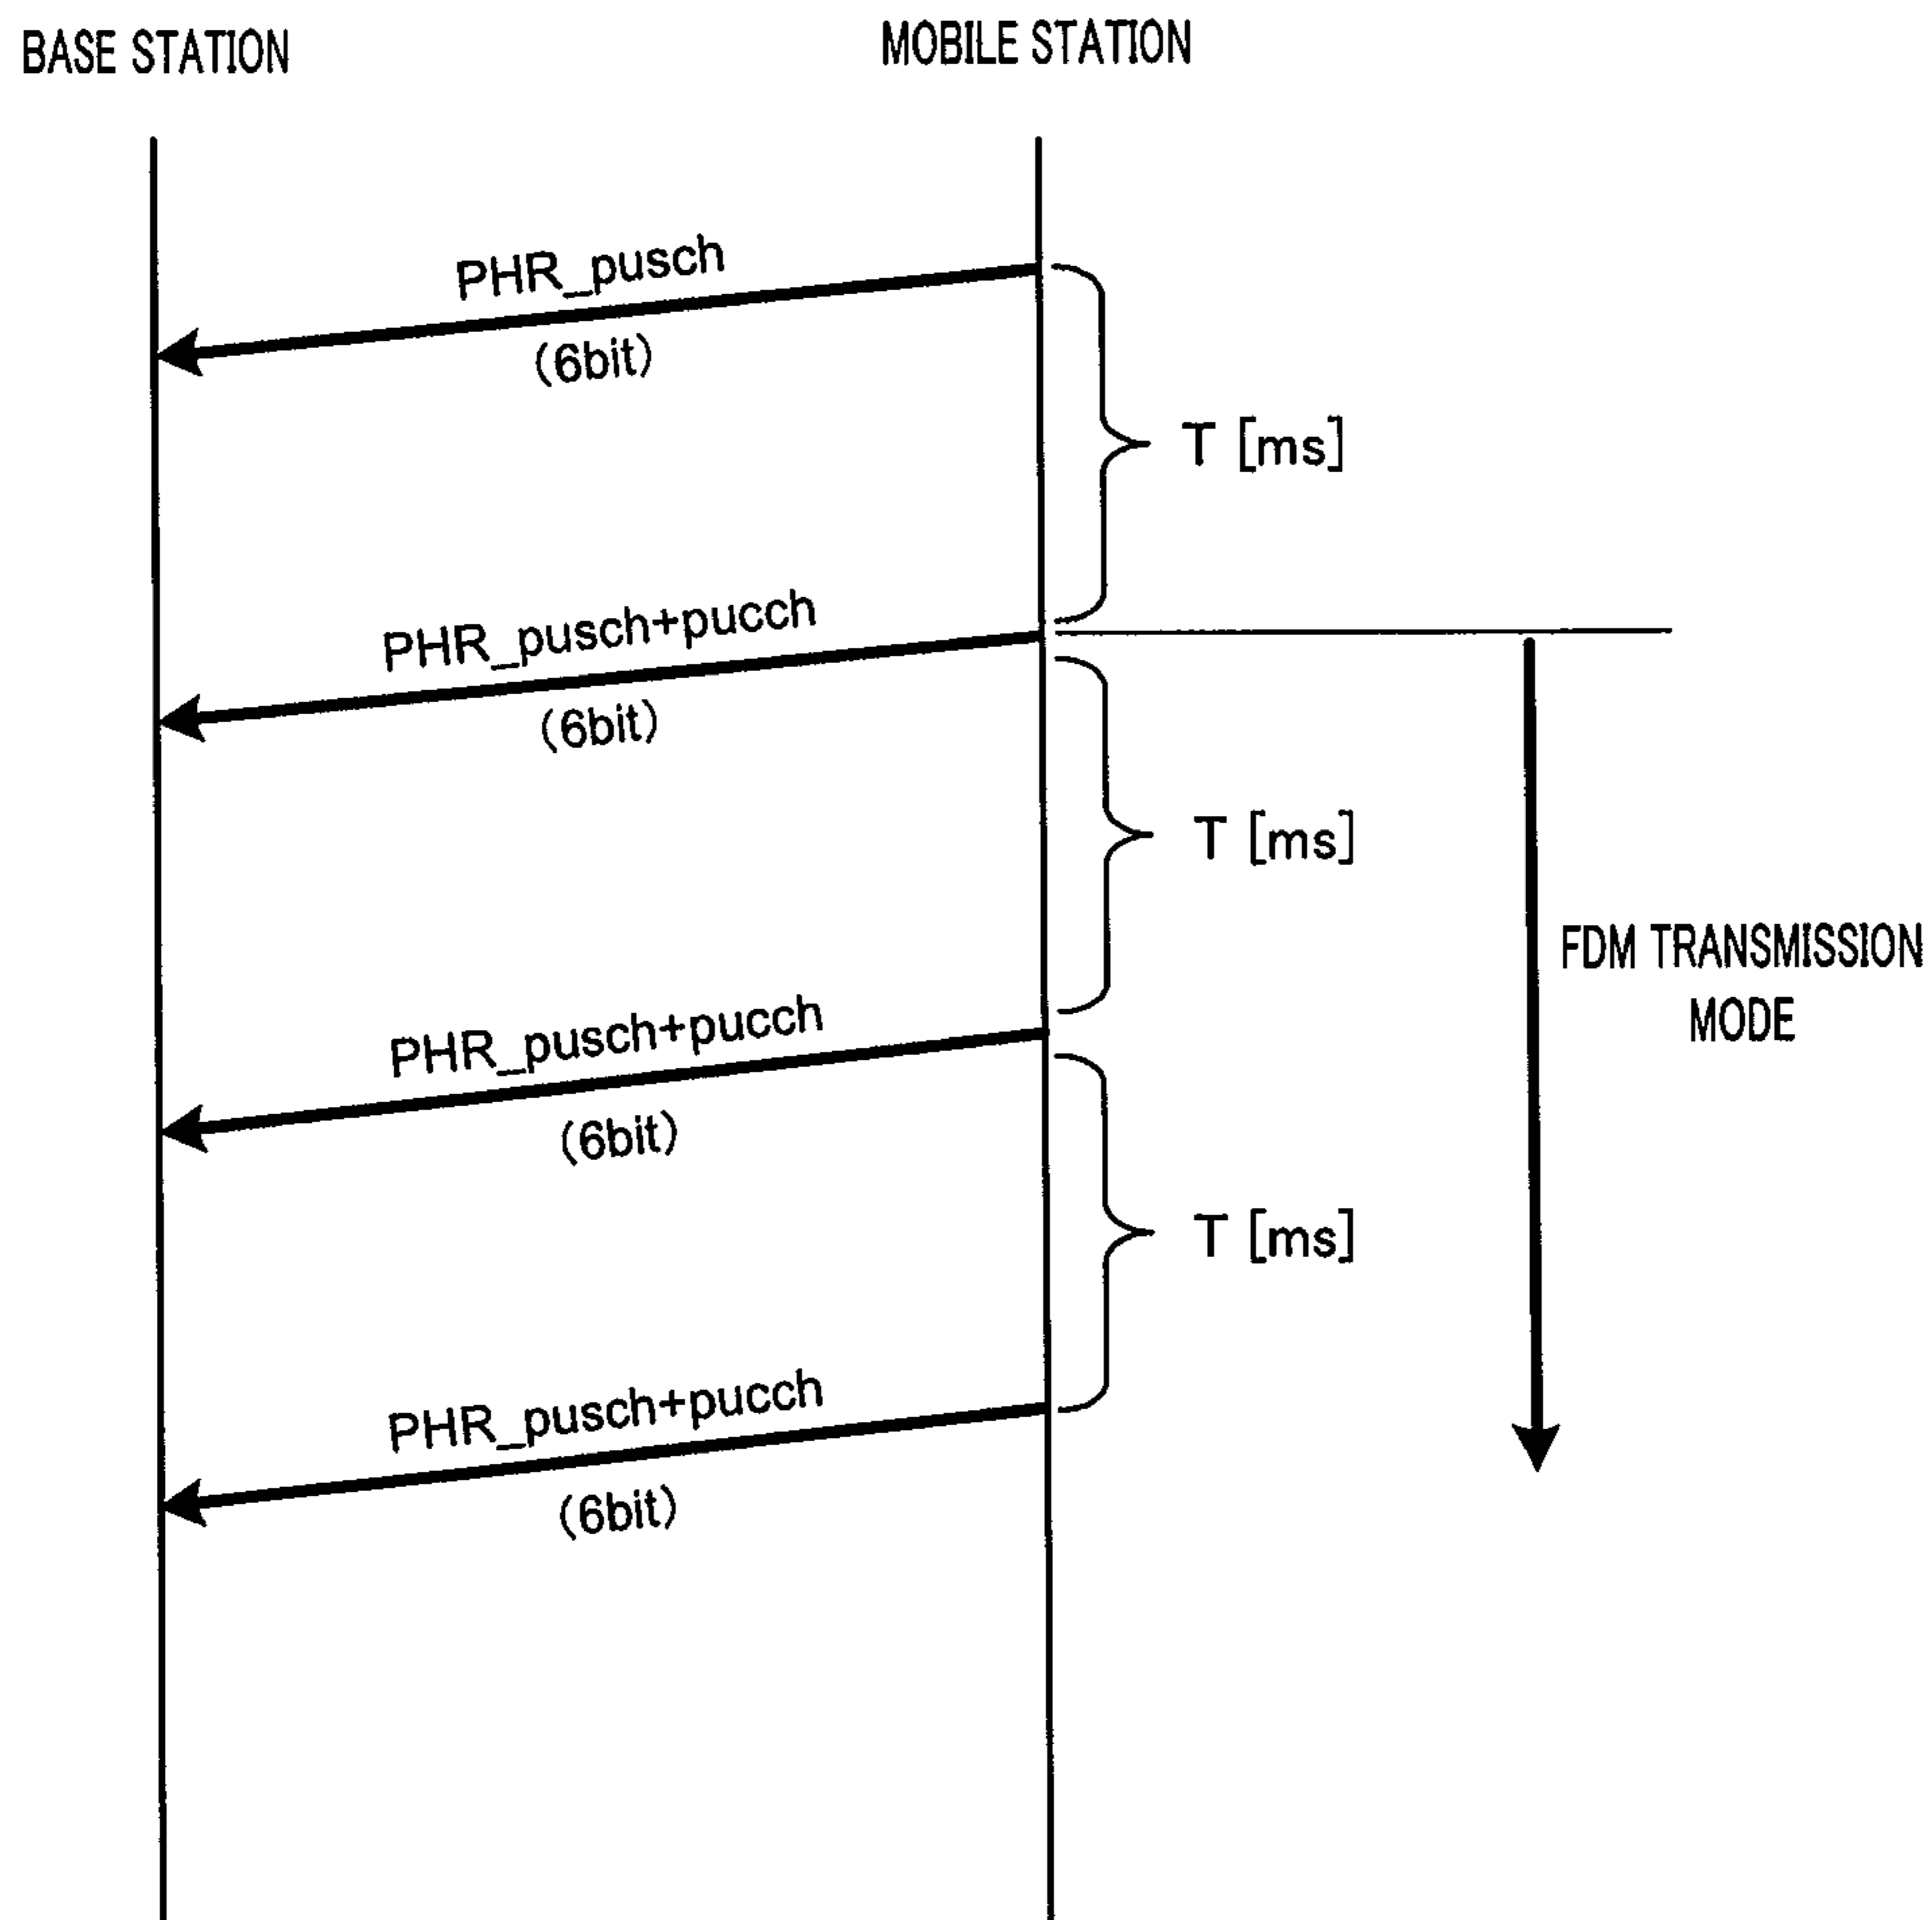 BASE STATION
MOBILE STATION
PHR_pusch
(6bit)
T [ms]
PHR_pusch+pucch
(6bit)
T [ms]
FDM TRANSMISSION
MODE
PHR_pusch+pucch
(6bit)
T [ms]
PHR_pusch+pucch
(6bit)